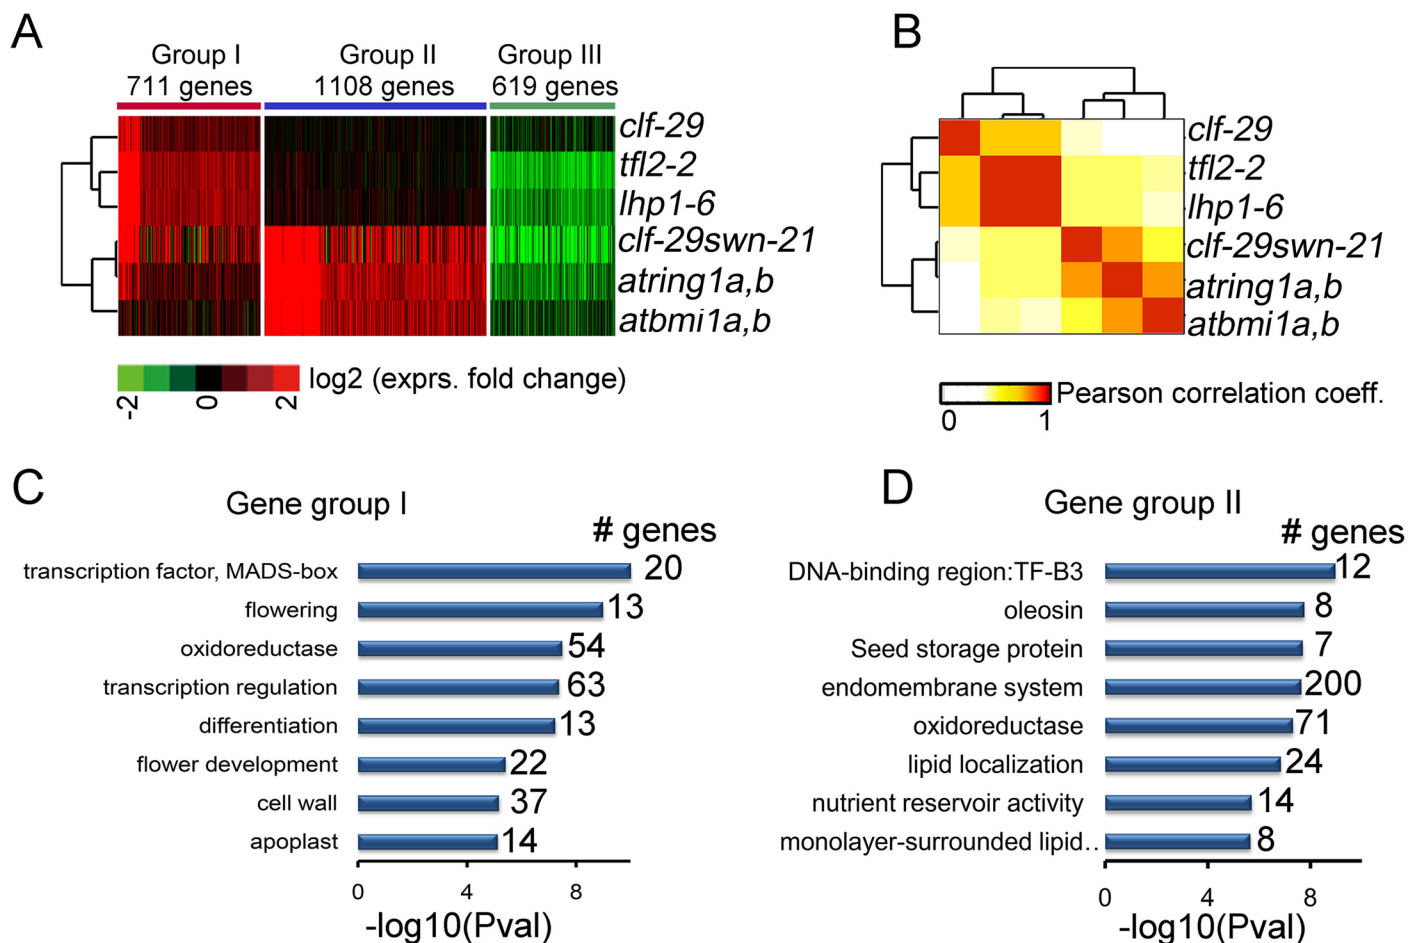 A
Group I
Group II
Group III
711 genes
1108 genes
619 genes
clf-29
tfl2-2
lhp1-6
clf-29swn-21
atring1a,b
atbmi1a,b
-2
0
2
log2 (exprs. fold change)
B
clf-29
tfl2-2
lhp1-6
clf-29swn-21
atring1a,b
atbmi1a,b
0
1
Pearson correlation coeff.
C
Gene group I
# genes
transcription factor, MADS-box 20
flowering 13
oxidoreductase 54
transcription regulation 63
differentiation 13
flower development 22
cell wall 37
apoplast 14
0 4 8
-log10(Pval)
D
Gene group II
# genes
DNA-binding region:TF-B3 12
oleosin 8
Seed storage protein 7
endomembrane system 200
oxidoreductase 71
lipid localization 24
nutrient reservoir activity 14
monolayer-surrounded lipid.. 8
0 4 8
-log10(Pval)